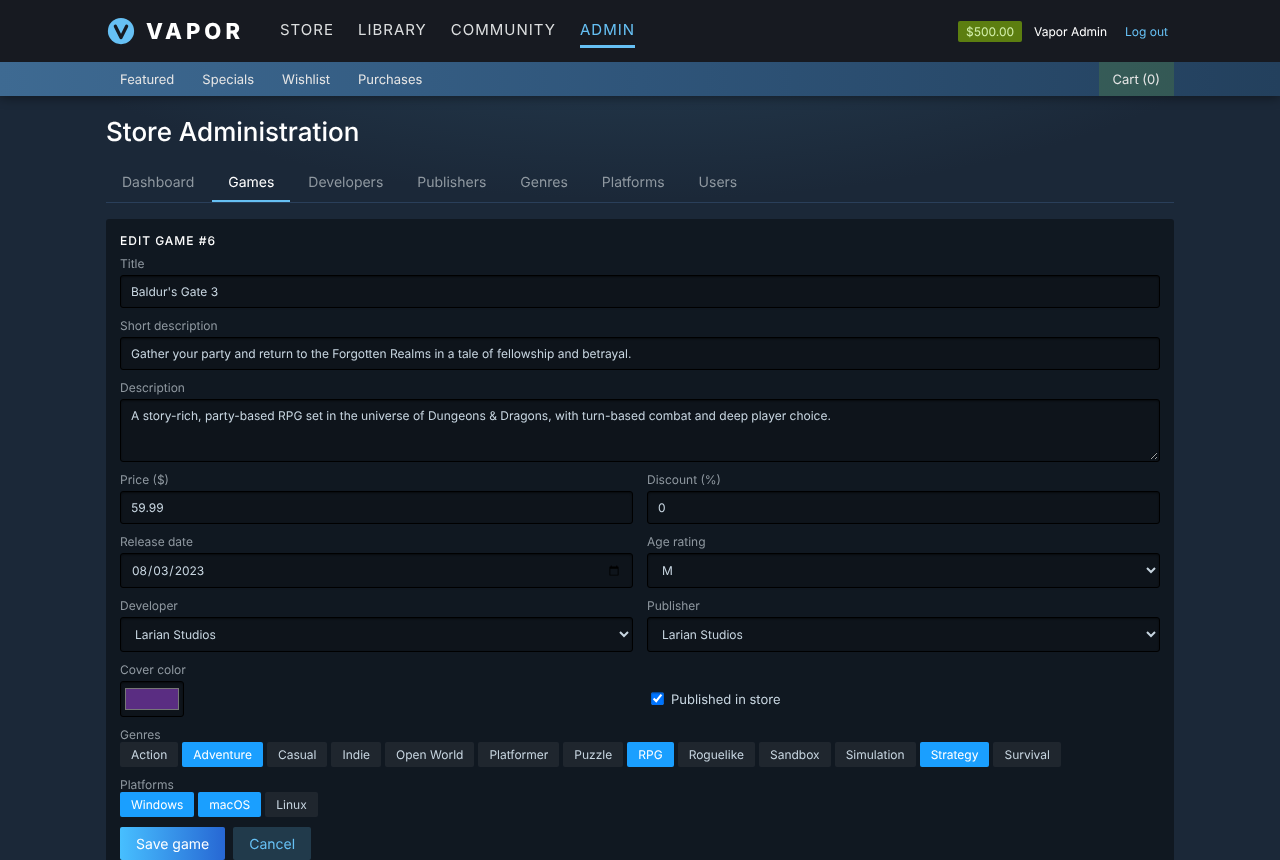 VAPOR STORE LIBRARY COMMUNITY ADMIN $500.00 Vapor Admin Log out
Featured Specials Wishlist Purchases Cart (0)
Store Administration
Dashboard Games Developers Publishers Genres Platforms Users
EDIT GAME #6
Title
Baldur's Gate 3
Short description
Gather your party and return to the Forgotten Realms in a tale of fellowship and betrayal.
Description
A story-rich, party-based RPG set in the universe of Dungeons & Dragons, with turn-based combat and deep player choice.
Price ($) Discount (%)
59.99 0
Release date Age rating
08/03/2023 M
Developer Publisher
Larian Studios Larian Studios
Cover color
Published in store
Genres
Action Adventure Casual Indie Open World Platformer Puzzle RPG Roguelike Sandbox Simulation Strategy Survival
Platforms
Windows macOS Linux
Save game Cancel